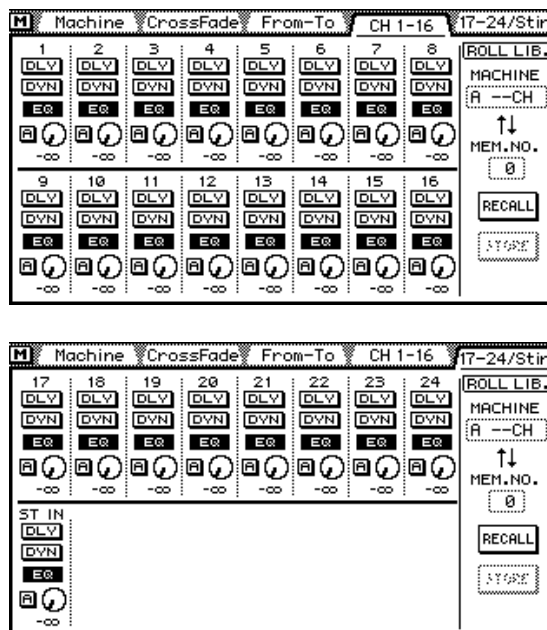 M Machine CrossFade From-To CH 1-16 17-24/Stin
1 2 3 4 5 6 7 8 ROLL LIB.
DLY DLY DLY DLY DLY DLY DLY DLY MACHINE
DYN DYN DYN DYN DYN DYN DYN DYN A --CH
EQ EQ EQ EQ EQ EQ EQ EQ ↑↓
A A A A A A A A MEM.NO.
-∞ -∞ -∞ -∞ -∞ -∞ -∞ -∞ 0
9 10 11 12 13 14 15 16
DLY DLY DLY DLY DLY DLY DLY DLY RECALL
DYN DYN DYN DYN DYN DYN DYN DYN
EQ EQ EQ EQ EQ EQ EQ EQ STORE
A A A A A A A A
-∞ -∞ -∞ -∞ -∞ -∞ -∞ -∞
M Machine CrossFade From-To CH 1-16 17-24/Stin
17 18 19 20 21 22 23 24 ROLL LIB.
DLY DLY DLY DLY DLY DLY DLY DLY MACHINE
DYN DYN DYN DYN DYN DYN DYN DYN A --CH
EQ EQ EQ EQ EQ EQ EQ EQ ↑↓
A A A A A A A A MEM.NO.
-∞ -∞ -∞ -∞ -∞ -∞ -∞ -∞ 0
ST IN
DLY RECALL
DYN
EQ STORE
A
-∞